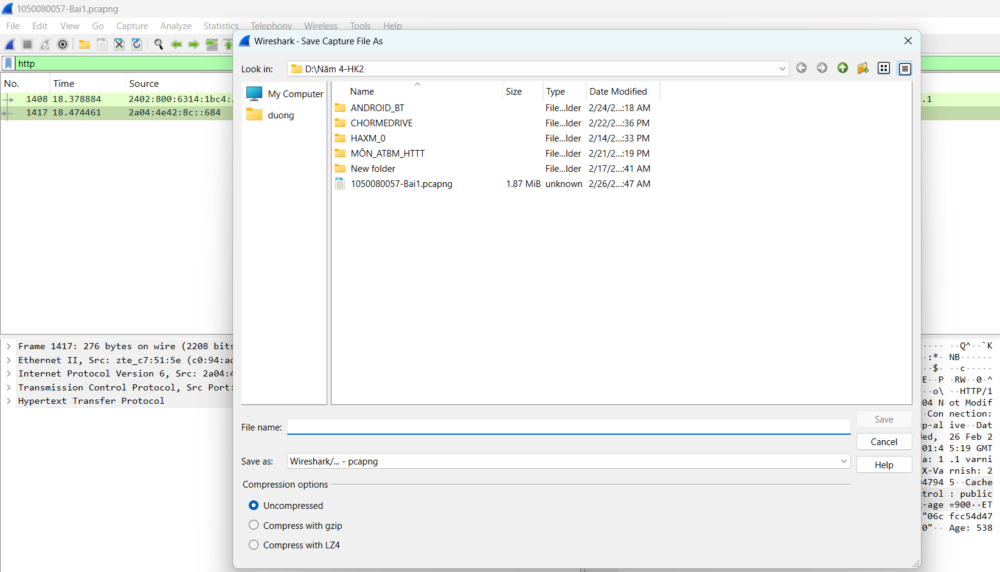 1050080057-Bai1.pcapng
File Edit View Go Capture Analyze Statistics Telephony Wireless Tools Help
http
No. Time Source
1408 18.378884 2402:800:6314:1bc4:.
1417 18.474461 2a04:4e42:8c::684
.1
Frame 1417: 276 bytes on wire (2208 bits
Ethernet II, Src: zte_c7:51:5e (c0:94:ad
Internet Protocol Version 6, Src: 2a04:4
Transmission Control Protocol, Src Port:
Hypertext Transfer Protocol
Wireshark · Save Capture File As
Look in: D:\Năm 4-HK2
My Computer
duong
Name Size Type Date Modified
ANDROID_BT File...lder 2/24/2...:18 AM
CHORMEDRIVE File...lder 2/22/2...:36 PM
HAXM_0 File...lder 2/14/2...:33 PM
MÔN_ATBM_HTTT File...lder 2/21/2...:19 PM
New folder File...lder 2/17/2...:41 AM
1050080057-Bai1.pcapng 1.87 MiB unknown 2/26/2...:47 AM
File name: Save
Cancel
Save as: Wireshark/... - pcapng
Help
Compression options
Uncompressed
Compress with gzip
Compress with LZ4
···· ··Q^··`K
·:*· NB······
··$· ··c·····
E··P ·RW··0·^
··o\ ··HTTP/1
04 N ot Modif
·Con nection:
p-al ive··Dat
ed,  26 Feb 2
01:4 5:19 GMT
a: 1 .1 varni
X-Va rnish: 2
04794 5··Cache
trol : public
-age =900··ET
"06c fcc54d47
0"·· Age: 538